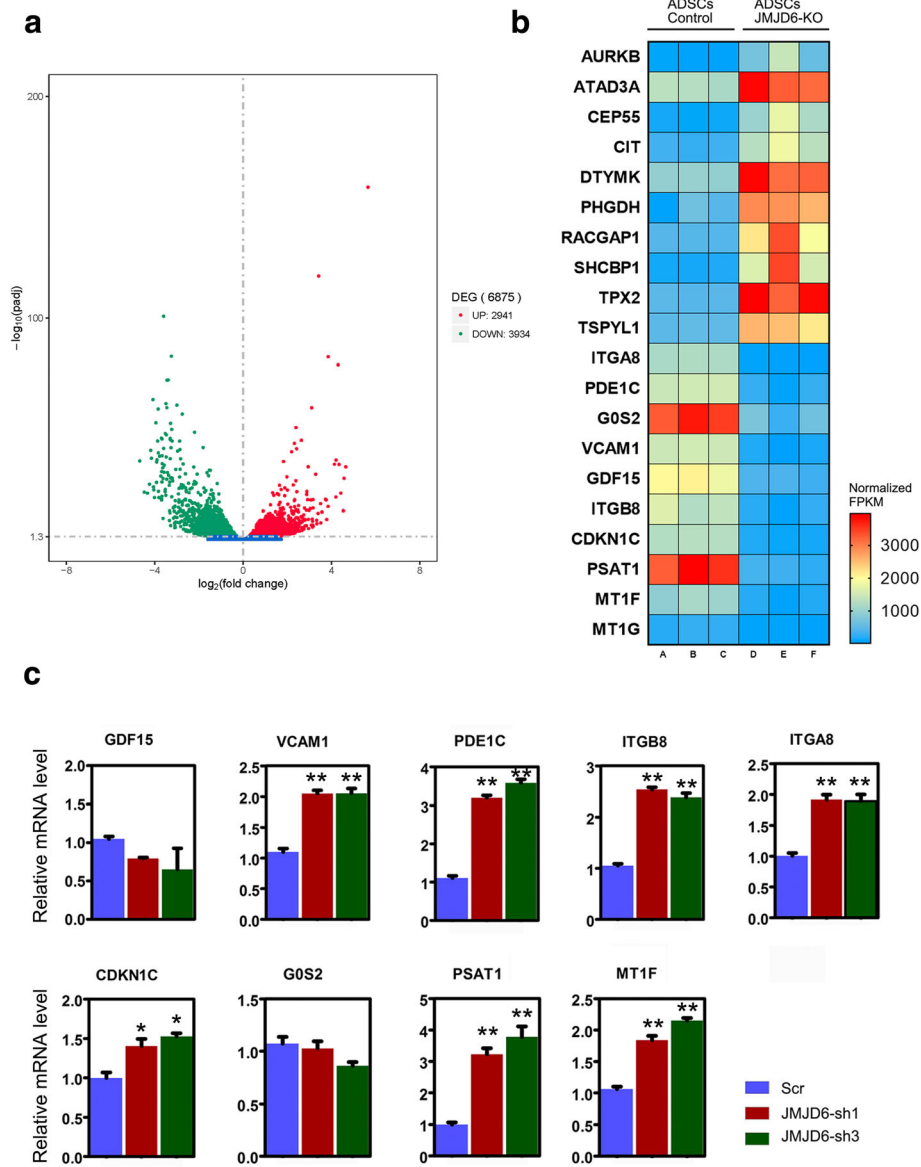 a
200
100
1.3
−log10(padj)
−8 −4 0 4 8
log2(fold change)
DEG ( 6875 )
UP: 2941
DOWN: 3934
b
ADSCs Control
ADSCs JMJD6-KO
AURKB
ATAD3A
CEP55
CIT
DTYMK
PHGDH
RACGAP1
SHCBP1
TPX2
TSPYL1
ITGA8
PDE1C
G0S2
VCAM1
GDF15
ITGB8
CDKN1C
PSAT1
MT1F
MT1G
A B C D E F
Normalized
FPKM
3000
2000
1000
c
Relative mRNA level
GDF15
2.0
1.5
1.0
0.5
0.0
VCAM1
2.5
2.0
1.5
1.0
0.5
0.0
** **
PDE1C
4
3
2
1
0
** **
ITGB8
3
2
1
0
** **
ITGA8
2.5
2.0
1.5
1.0
0.5
0.0
** **
Relative mRNA level
CDKN1C
2.0
1.5
1.0
0.5
0.0
* *
G0S2
1.5
1.0
0.5
0.0
PSAT1
5
4
3
2
1
0
** **
MT1F
2.5
2.0
1.5
1.0
0.5
0.0
** **
Scr
JMJD6-sh1
JMJD6-sh3